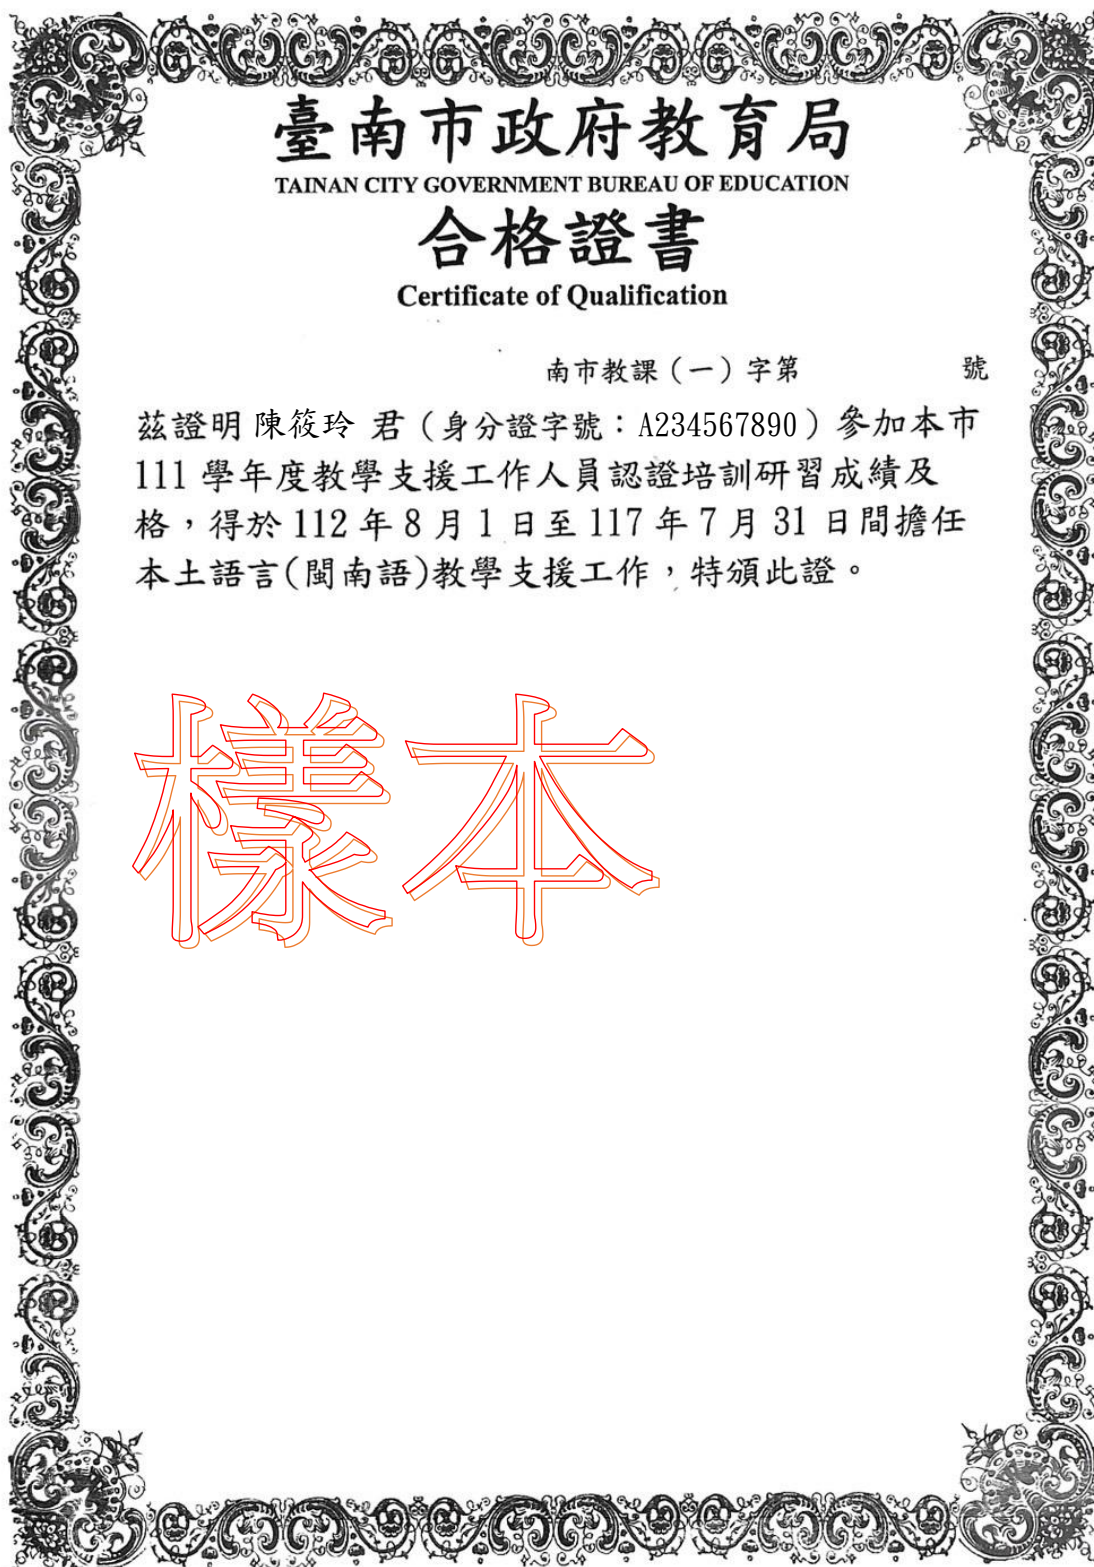 臺南市政府教育局
TAINAN CITY GOVERNMENT BUREAU OF EDUCATION
合格證書
Certificate of Qualification
南市教課（一）字第 號
茲證明 陳筱玲 君（身分證字號：A234567890）參加本市
111 學年度教學支援工作人員認證培訓研習成績及
格，得於 112 年 8 月 1 日至 117 年 7 月 31 日間擔任
本土語言(閩南語)教學支援工作，特頒此證。
樣本